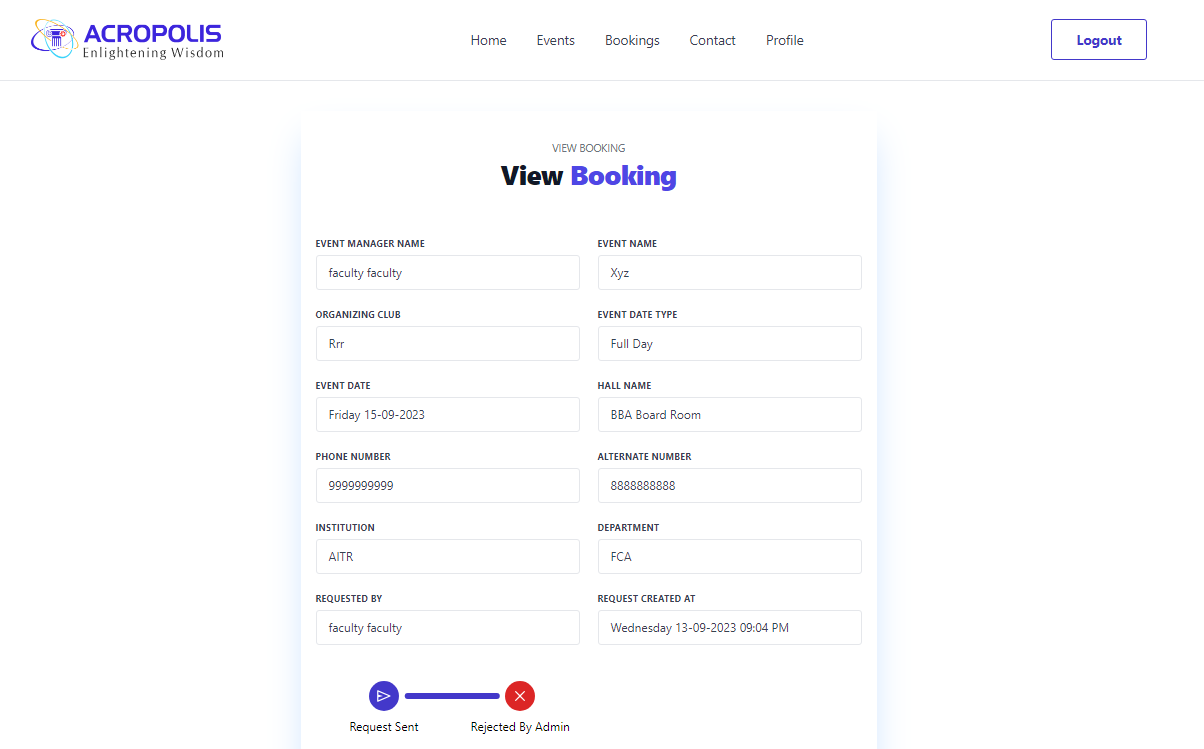 ACROPOLIS
Enlightening Wisdom
Home Events Bookings Contact Profile
Logout
VIEW BOOKING
View Booking
EVENT MANAGER NAME EVENT NAME
faculty faculty Xyz
ORGANIZING CLUB EVENT DATE TYPE
Rrr Full Day
EVENT DATE HALL NAME
Friday 15-09-2023 BBA Board Room
PHONE NUMBER ALTERNATE NUMBER
9999999999 8888888888
INSTITUTION DEPARTMENT
AITR FCA
REQUESTED BY REQUEST CREATED AT
faculty faculty Wednesday 13-09-2023 09:04 PM
Request Sent Rejected By Admin